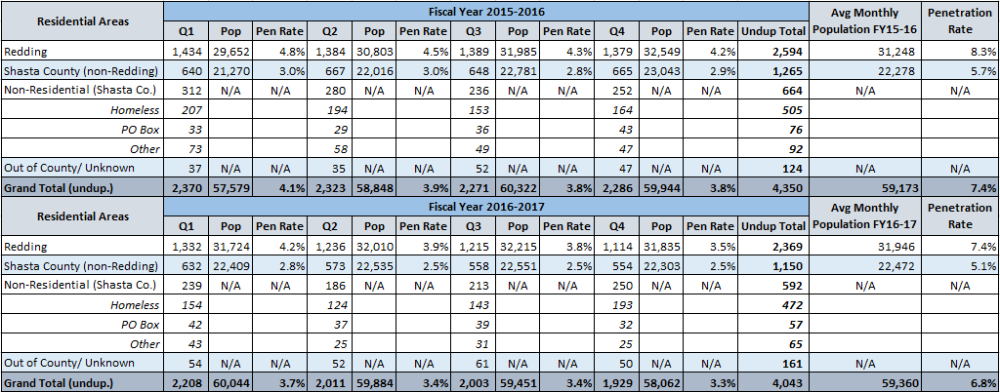 Residential Areas Fiscal Year 2015-2016 Avg Monthly Population FY15-16 Penetration Rate
Q1 Pop Pen Rate Q2 Pop Pen Rate Q3 Pop Pen Rate Q4 Pop Pen Rate Undup Total
Redding 1,434 29,652 4.8% 1,384 30,803 4.5% 1,389 31,985 4.3% 1,379 32,549 4.2% 2,594 31,248 8.3%
Shasta County (non-Redding) 640 21,270 3.0% 667 22,016 3.0% 648 22,781 2.8% 665 23,043 2.9% 1,265 22,278 5.7%
Non-Residential (Shasta Co.) 312 N/A N/A 280 N/A N/A 236 N/A N/A 252 N/A N/A 664 N/A N/A
Homeless 207 194 153 164 505
PO Box 33 29 36 43 76
Other 73 58 49 47 92
Out of County/ Unknown 37 N/A N/A 35 N/A N/A 52 N/A N/A 47 N/A N/A 124 N/A N/A
Grand Total (undup.) 2,370 57,579 4.1% 2,323 58,848 3.9% 2,271 60,322 3.8% 2,286 59,944 3.8% 4,350 59,173 7.4%
Residential Areas Fiscal Year 2016-2017 Avg Monthly Population FY16-17 Penetration Rate
Q1 Pop Pen Rate Q2 Pop Pen Rate Q3 Pop Pen Rate Q4 Pop Pen Rate Undup Total
Redding 1,332 31,724 4.2% 1,236 32,010 3.9% 1,215 32,215 3.8% 1,114 31,835 3.5% 2,369 31,946 7.4%
Shasta County (non-Redding) 632 22,409 2.8% 573 22,535 2.5% 558 22,551 2.5% 554 22,303 2.5% 1,150 22,472 5.1%
Non-Residential (Shasta Co.) 239 N/A N/A 186 N/A N/A 213 N/A N/A 250 N/A N/A 592 N/A N/A
Homeless 154 124 143 193 472
PO Box 42 37 39 32 57
Other 43 25 31 25 65
Out of County/ Unknown 54 N/A N/A 52 N/A N/A 61 N/A N/A 50 N/A N/A 161 N/A N/A
Grand Total (undup.) 2,208 60,044 3.7% 2,011 59,884 3.4% 2,003 59,451 3.4% 1,929 58,062 3.3% 4,043 59,360 6.8%